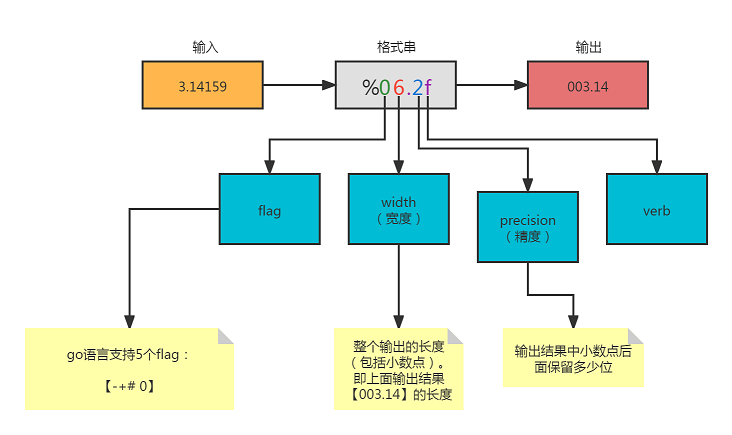 输入
格式串
输出
3.14159
%06.2f
003.14
flag
width
（宽度）
precision
（精度）
verb
go语言支持5个flag：
【-+# 0】
整个输出的长度
（包括小数点）。
即上面输出结果
【003.14】的长度
输出结果中小数点后
面保留多少位